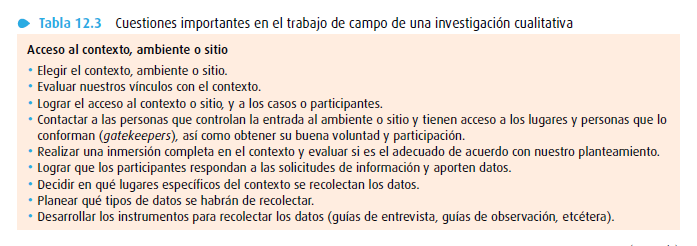 Tabla 12.3 Cuestiones importantes en el trabajo de campo de una investigación cualitativa
Acceso al contexto, ambiente o sitio
• Elegir el contexto, ambiente o sitio.
• Evaluar nuestros vínculos con el contexto.
• Lograr el acceso al contexto o sitio, y a los casos o participantes.
• Contactar a las personas que controlan la entrada al ambiente o sitio y tienen acceso a los lugares y personas que lo
conforman (gatekeepers), así como obtener su buena voluntad y participación.
• Realizar una inmersión completa en el contexto y evaluar si es el adecuado de acuerdo con nuestro planteamiento.
• Lograr que los participantes respondan a las solicitudes de información y aporten datos.
• Decidir en qué lugares específicos del contexto se recolectan los datos.
• Planear qué tipos de datos se habrán de recolectar.
• Desarrollar los instrumentos para recolectar los datos (guías de entrevista, guías de observación, etcétera).